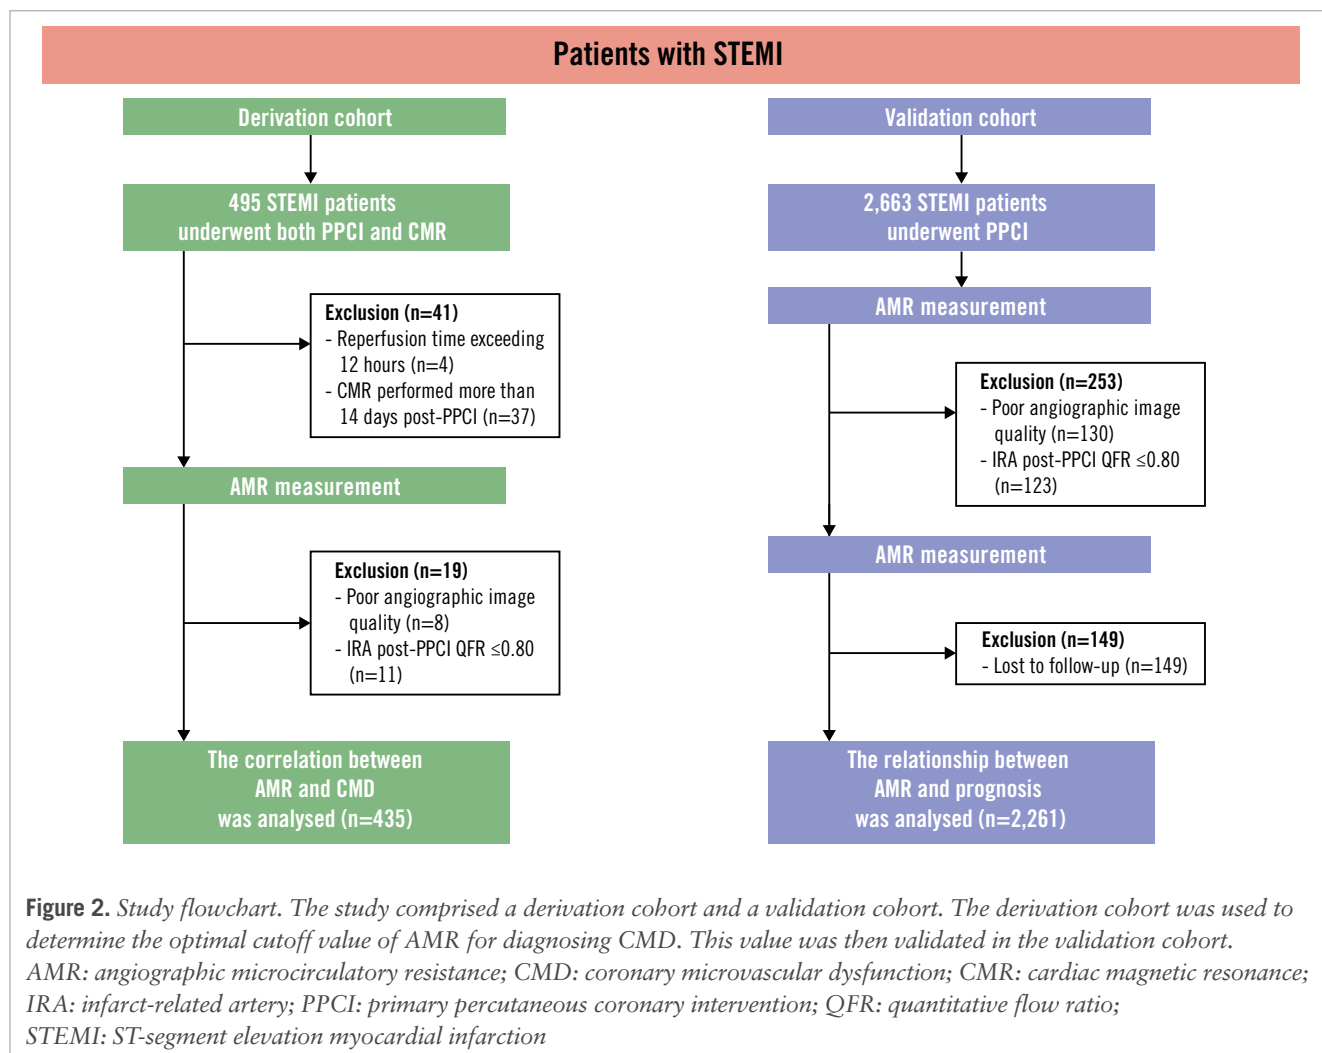 Patients with STEMI
Derivation cohort
495 STEMI patients
underwent both PPCI and CMR
Exclusion (n=41)
- Reperfusion time exceeding
12 hours (n=4)
- CMR performed more than
14 days post-PPCI (n=37)
AMR measurement
Exclusion (n=19)
- Poor angiographic image
quality (n=8)
- IRA post-PPCI QFR ≤0.80
(n=11)
The correlation between
AMR and CMD
was analysed (n=435)
Validation cohort
2,663 STEMI patients
underwent PPCI
AMR measurement
Exclusion (n=253)
- Poor angiographic image
quality (n=130)
- IRA post-PPCI QFR ≤0.80
(n=123)
AMR measurement
Exclusion (n=149)
- Lost to follow-up (n=149)
The relationship between
AMR and prognosis
was analysed (n=2,261)
Figure 2. Study flowchart. The study comprised a derivation cohort and a validation cohort. The derivation cohort was used to
determine the optimal cutoff value of AMR for diagnosing CMD. This value was then validated in the validation cohort.
AMR: angiographic microcirculatory resistance; CMD: coronary microvascular dysfunction; CMR: cardiac magnetic resonance;
IRA: infarct-related artery; PPCI: primary percutaneous coronary intervention; QFR: quantitative flow ratio;
STEMI: ST-segment elevation myocardial infarction